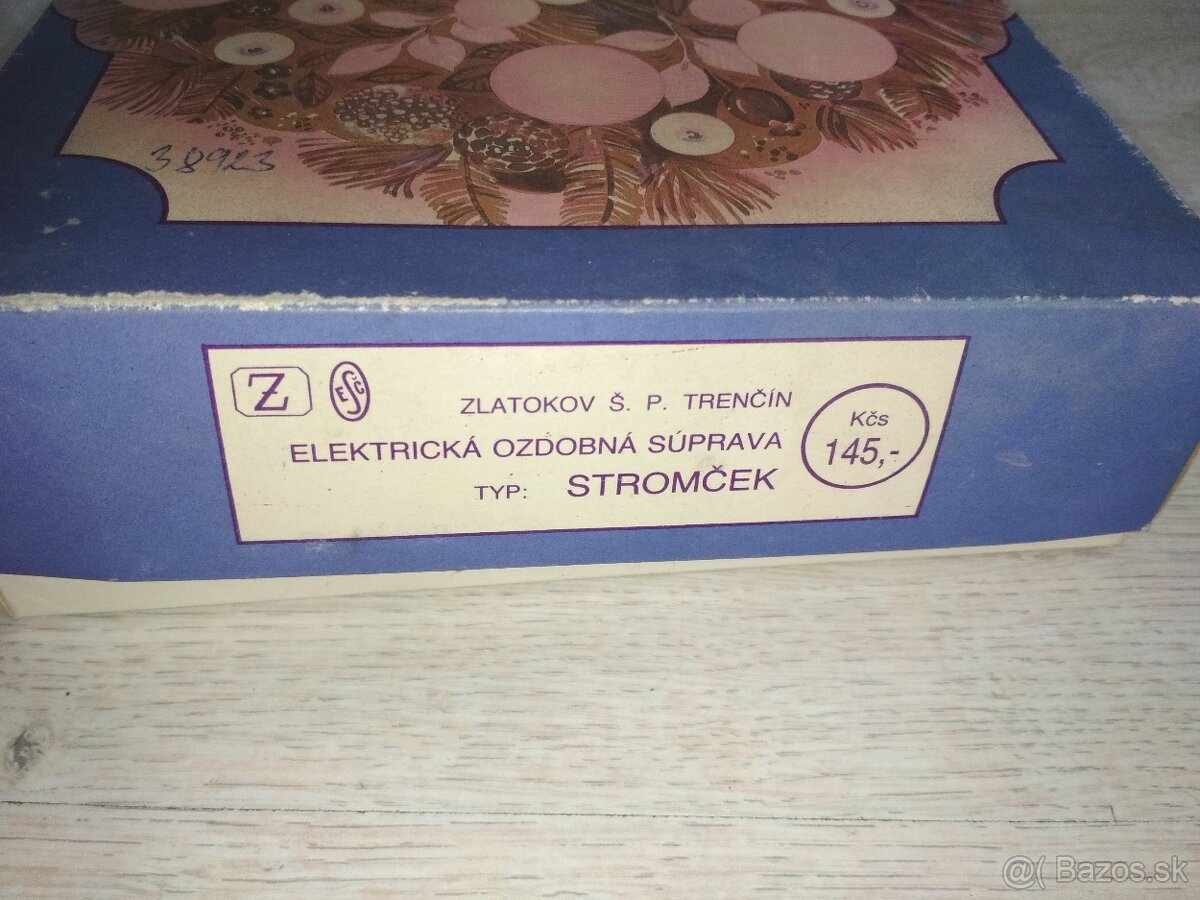 38923
Z
ESČ
ZLATOKOV Š. P. TRENČÍN
ELEKTRICKÁ OZDOBNÁ SÚPRAVA
TYP: STROMČEK
Kčs
145,-
@( Bazos.sk